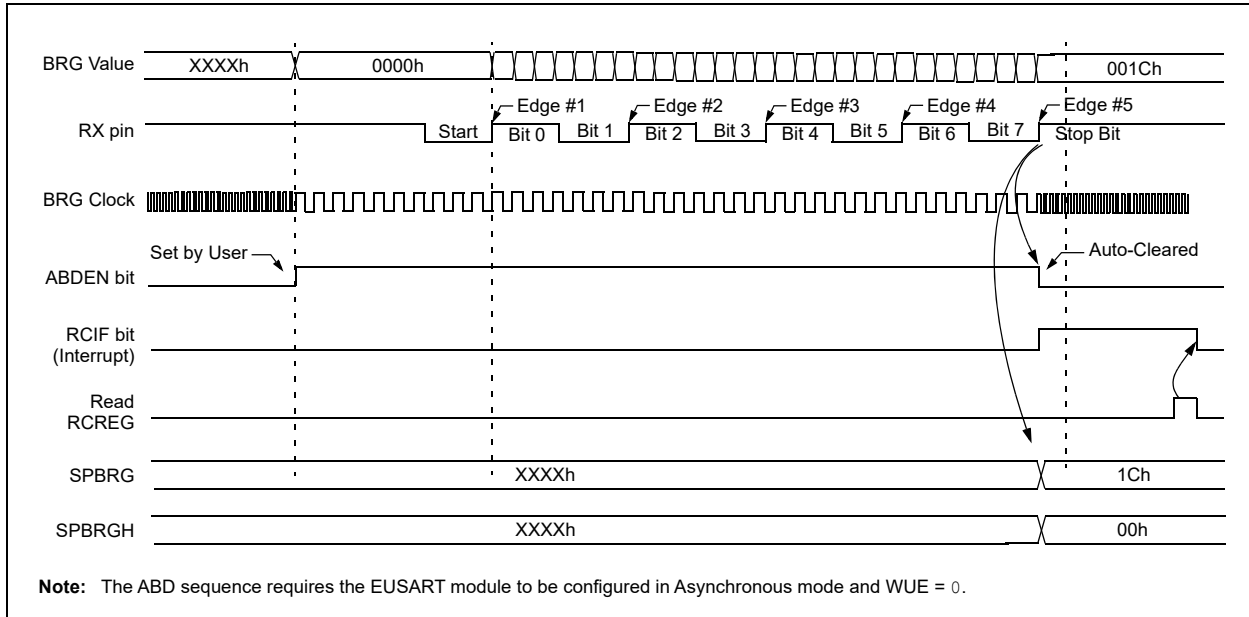 BRG Value XXXXh 0000h 001Ch
Edge #1 Edge #2 Edge #3 Edge #4 Edge #5
RX pin Start Bit 0 Bit 1 Bit 2 Bit 3 Bit 4 Bit 5 Bit 6 Bit 7 Stop Bit
BRG Clock
Set by User Auto-Cleared
ABDEN bit
RCIF bit
(Interrupt)
Read
RCREG
SPBRG XXXXh 1Ch
SPBRGH XXXXh 00h
Note: The ABD sequence requires the EUSART module to be configured in Asynchronous mode and WUE = 0.